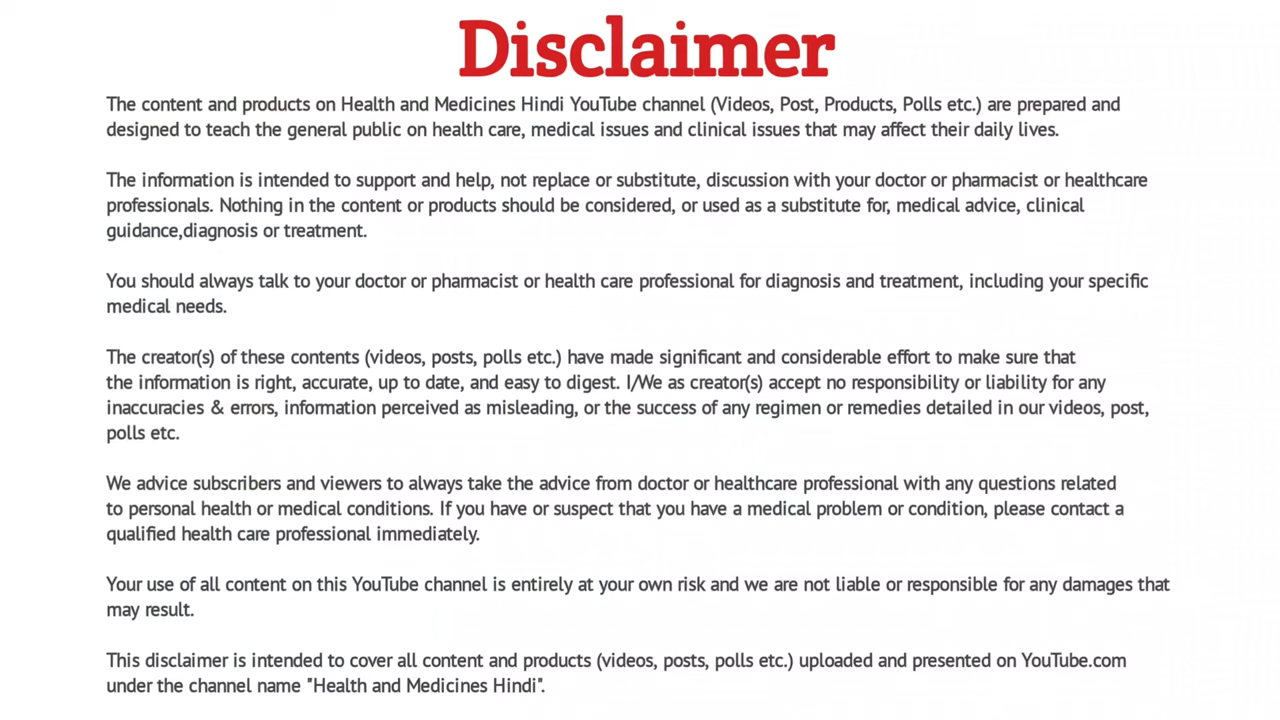 Disclaimer
The content and products on Health and Medicines Hindi YouTube channel (Videos, Post, Products, Polls etc.) are prepared and
designed to teach the general public on health care, medical issues and clinical issues that may affect their daily lives.
The information is intended to support and help, not replace or substitute, discussion with your doctor or pharmacist or healthcare
professionals. Nothing in the content or products should be considered, or used as a substitute for, medical advice, clinical
guidance,diagnosis or treatment.
You should always talk to your doctor or pharmacist or health care professional for diagnosis and treatment, including your specific
medical needs.
The creator(s) of these contents (videos, posts, polls etc.) have made significant and considerable effort to make sure that
the information is right, accurate, up to date, and easy to digest. I/We as creator(s) accept no responsibility or liability for any
inaccuracies & errors, information perceived as misleading, or the success of any regimen or remedies detailed in our videos, post,
polls etc.
We advice subscribers and viewers to always take the advice from doctor or healthcare professional with any questions related
to personal health or medical conditions. If you have or suspect that you have a medical problem or condition, please contact a
qualified health care professional immediately.
Your use of all content on this YouTube channel is entirely at your own risk and we are not liable or responsible for any damages that
may result.
This disclaimer is intended to cover all content and products (videos, posts, polls etc.) uploaded and presented on YouTube.com
under the channel name "Health and Medicines Hindi".